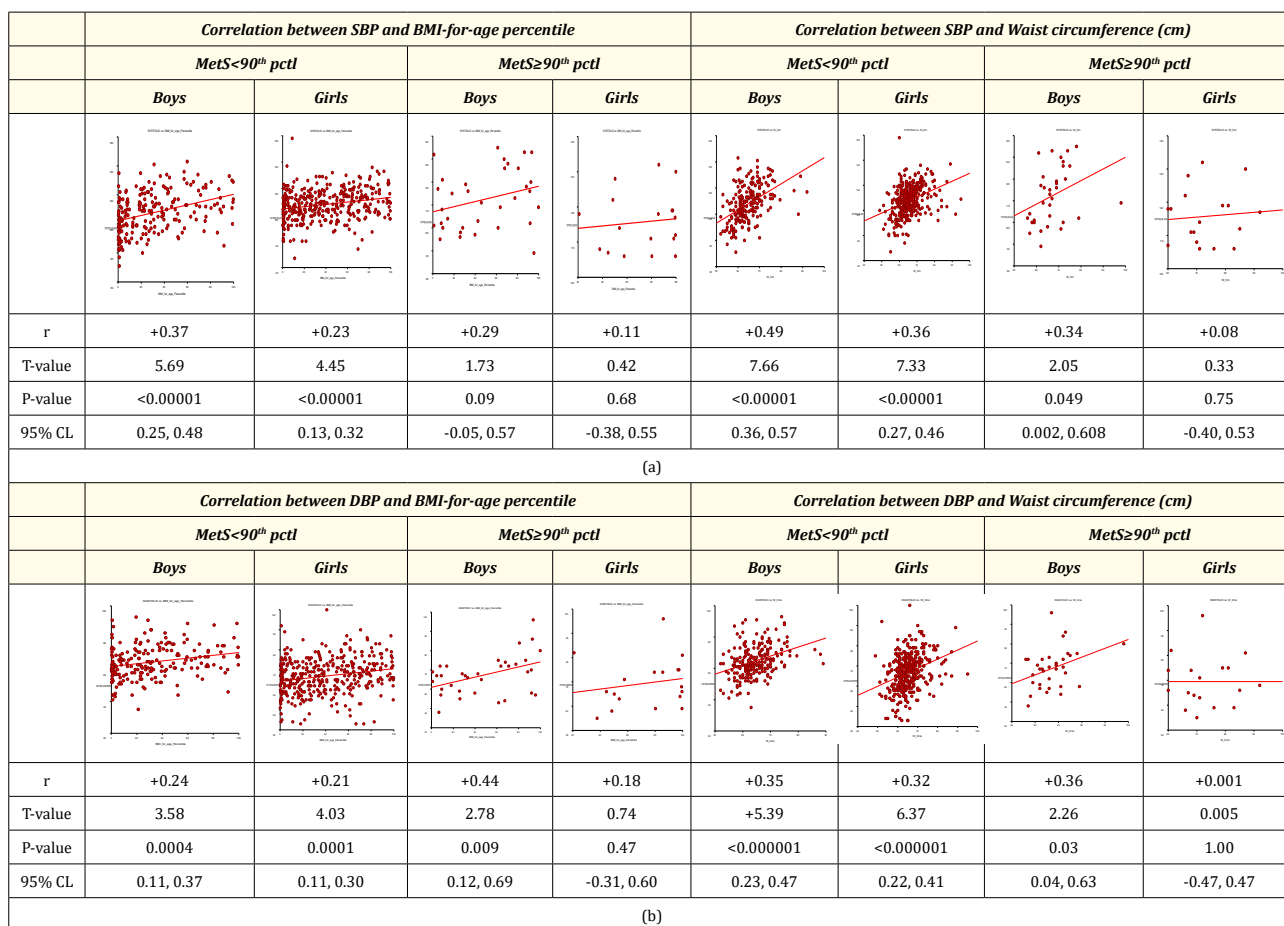 Correlation between SBP and BMI-for-age percentile Correlation between SBP and Waist circumference (cm)
MetS<90th pctl MetS≥90th pctl MetS<90th pctl MetS≥90th pctl
Boys Girls Boys Girls Boys Girls Boys Girls
r +0.37 +0.23 +0.29 +0.11 +0.49 +0.36 +0.34 +0.08
T-value 5.69 4.45 1.73 0.42 7.66 7.33 2.05 0.33
P-value <0.00001 <0.00001 0.09 0.68 <0.00001 <0.00001 0.049 0.75
95% CL 0.25, 0.48 0.13, 0.32 -0.05, 0.57 -0.38, 0.55 0.36, 0.57 0.27, 0.46 0.002, 0.608 -0.40, 0.53
(a)
Correlation between DBP and BMI-for-age percentile Correlation between DBP and Waist circumference (cm)
MetS<90th pctl MetS≥90th pctl MetS<90th pctl MetS≥90th pctl
Boys Girls Boys Girls Boys Girls Boys Girls
r +0.24 +0.21 +0.44 +0.18 +0.35 +0.32 +0.36 +0.001
T-value 3.58 4.03 2.78 0.74 +5.39 6.37 2.26 0.005
P-value 0.0004 0.0001 0.009 0.47 <0.000001 <0.000001 0.03 1.00
95% CL 0.11, 0.37 0.11, 0.30 0.12, 0.69 -0.31, 0.60 0.23, 0.47 0.22, 0.41 0.04, 0.63 -0.47, 0.47
(b)